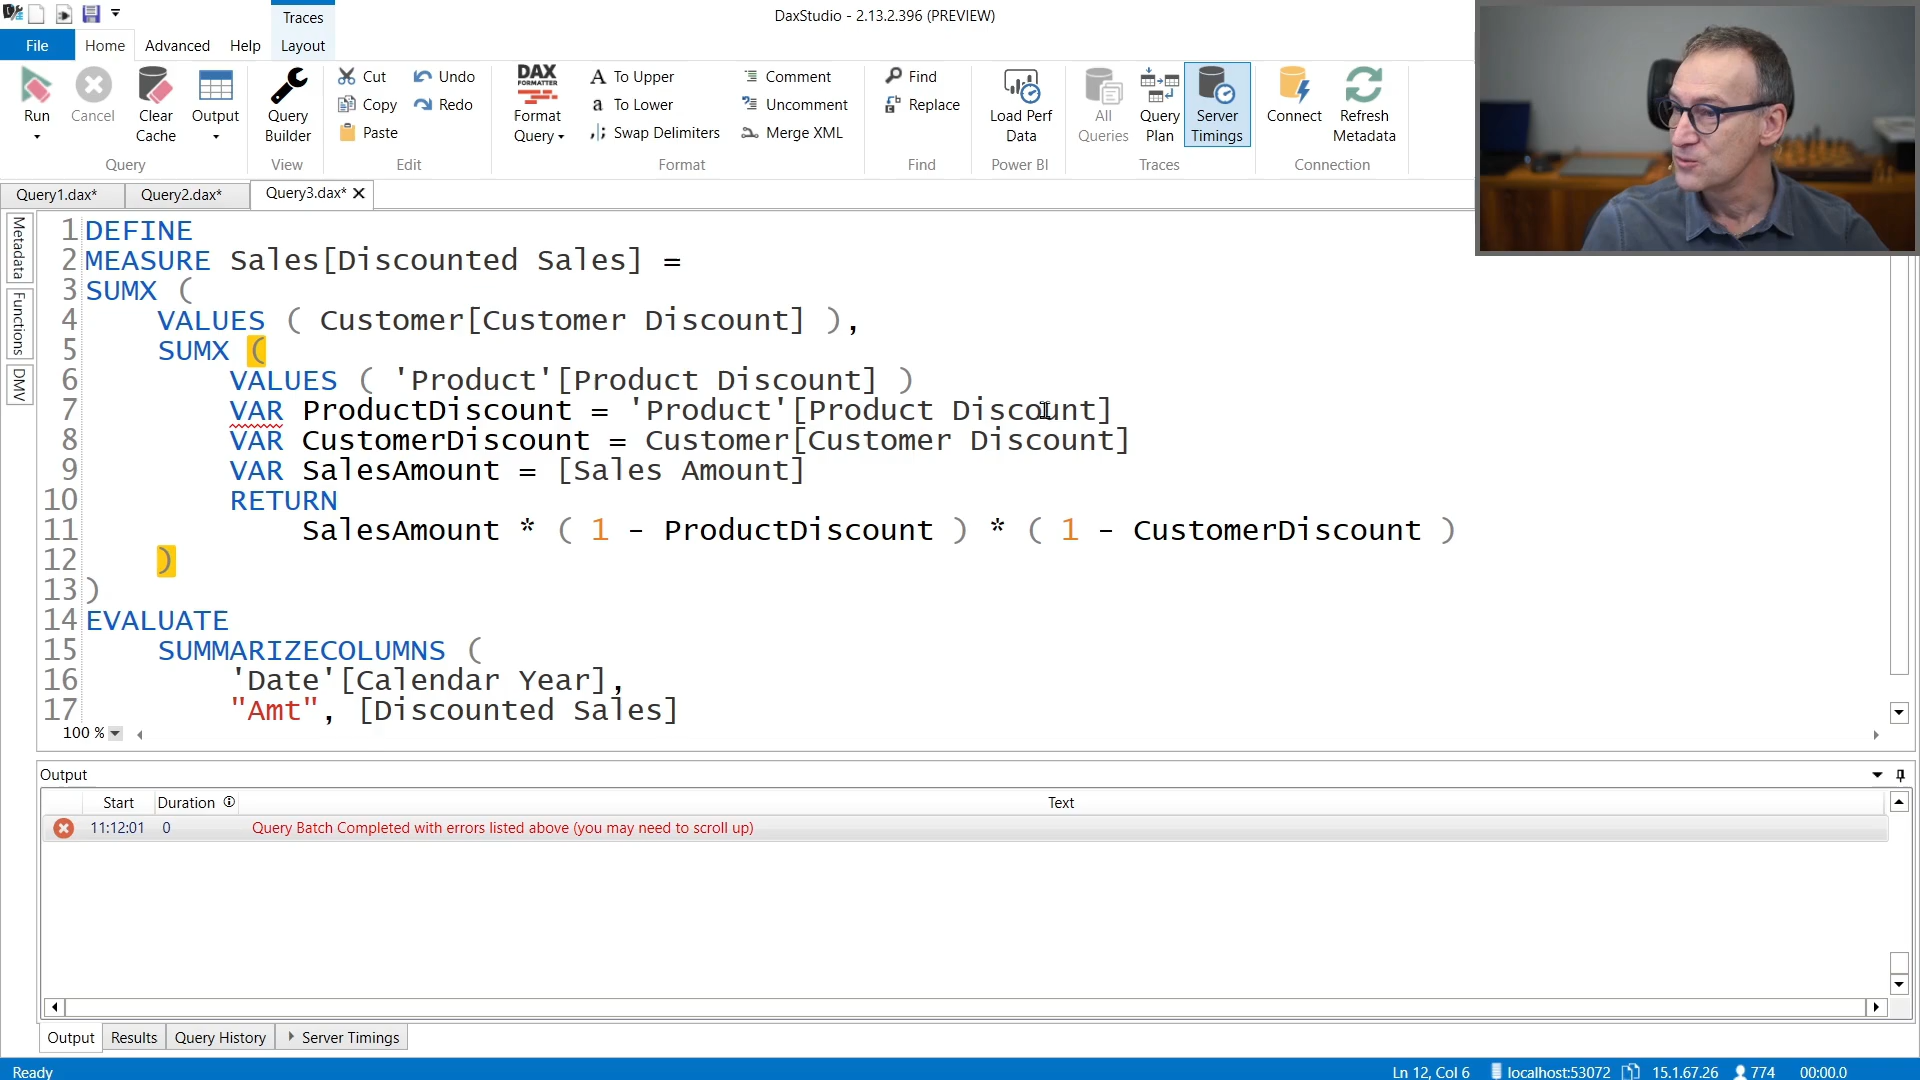 DaxStudio - 2.13.2.396 (PREVIEW)
Traces
File Home Advanced Help Layout
Run
Cancel
Clear Cache
Output
Query
Query Builder
View
Cut
Copy
Paste
Undo
Redo
Edit
DAX
FORMATTER
Format Query
To Upper
To Lower
Swap Delimiters
Comment
Uncomment
Merge XML
Format
Find
Replace
Find
Load Perf Data
Power BI
All Queries
Query Plan
Server Timings
Traces
Connect
Refresh Metadata
Connection
Query1.dax* Query2.dax* Query3.dax*
Metadata
Functions
DMV
1 DEFINE
2 MEASURE Sales[Discounted Sales] =
3 SUMX (
4 VALUES ( Customer[Customer Discount] ),
5 SUMX (
6 VALUES ( 'Product'[Product Discount] )
7 VAR ProductDiscount = 'Product'[Product Discount]
8 VAR CustomerDiscount = Customer[Customer Discount]
9 VAR SalesAmount = [Sales Amount]
10 RETURN
11 SalesAmount * ( 1 - ProductDiscount ) * ( 1 - CustomerDiscount )
12 )
13 )
14 EVALUATE
15 SUMMARIZECOLUMNS (
16 'Date'[Calendar Year],
17 "Amt", [Discounted Sales]
100 %
Output
Start Duration Text
11:12:01 0 Query Batch Completed with errors listed above (you may need to scroll up)
Output Results Query History Server Timings
Ready Ln 12, Col 6 localhost:53072 15.1.67.26 774 00:00.0